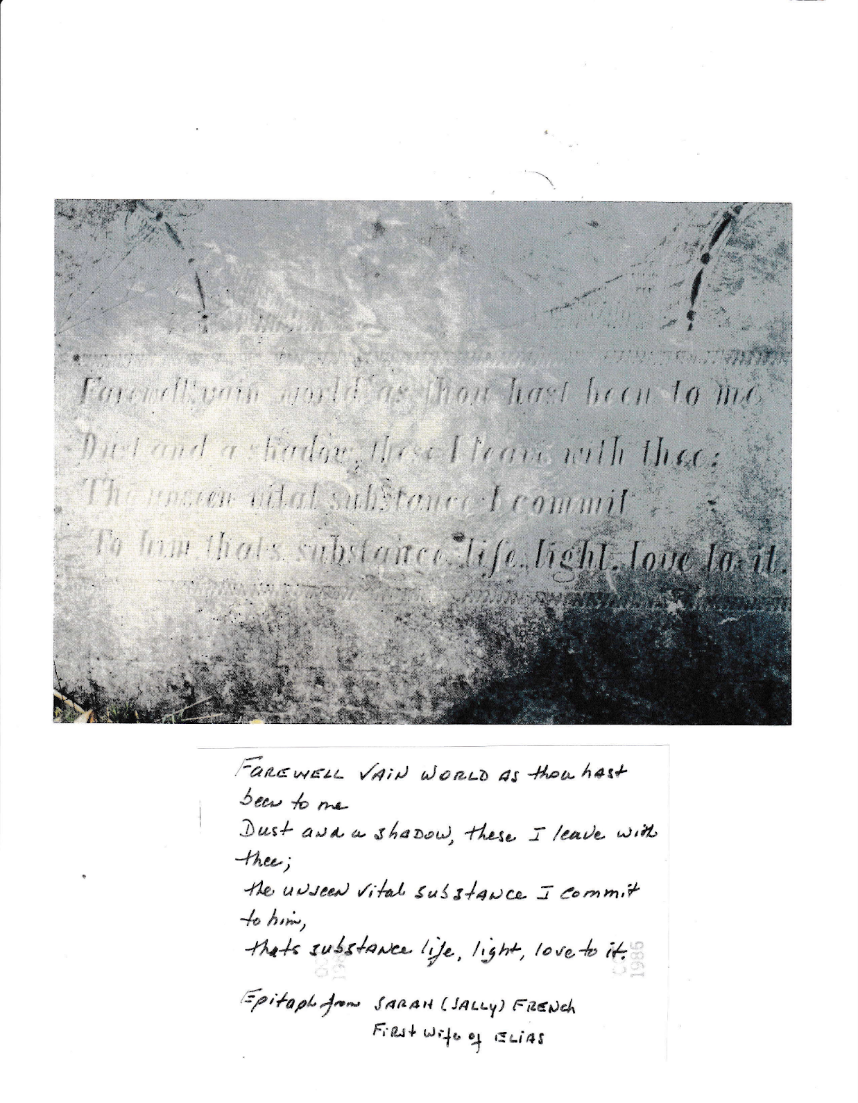 Farewell vain world as thou hast been to me
Dust and a shadow, these I leave with thee:
The unseen vital substance I commit
To him thats substance, life, light, love to it.
FAREWELL VAIN WORLD AS thou hast
been to me
Dust and a shadow, these I leave with
thee;
the unseen vital substance I commit
to him,
thats substance life, light, love to it.
1986
Epitaph from SARAH (SALLY) FRENCH
First wife of ELIAS